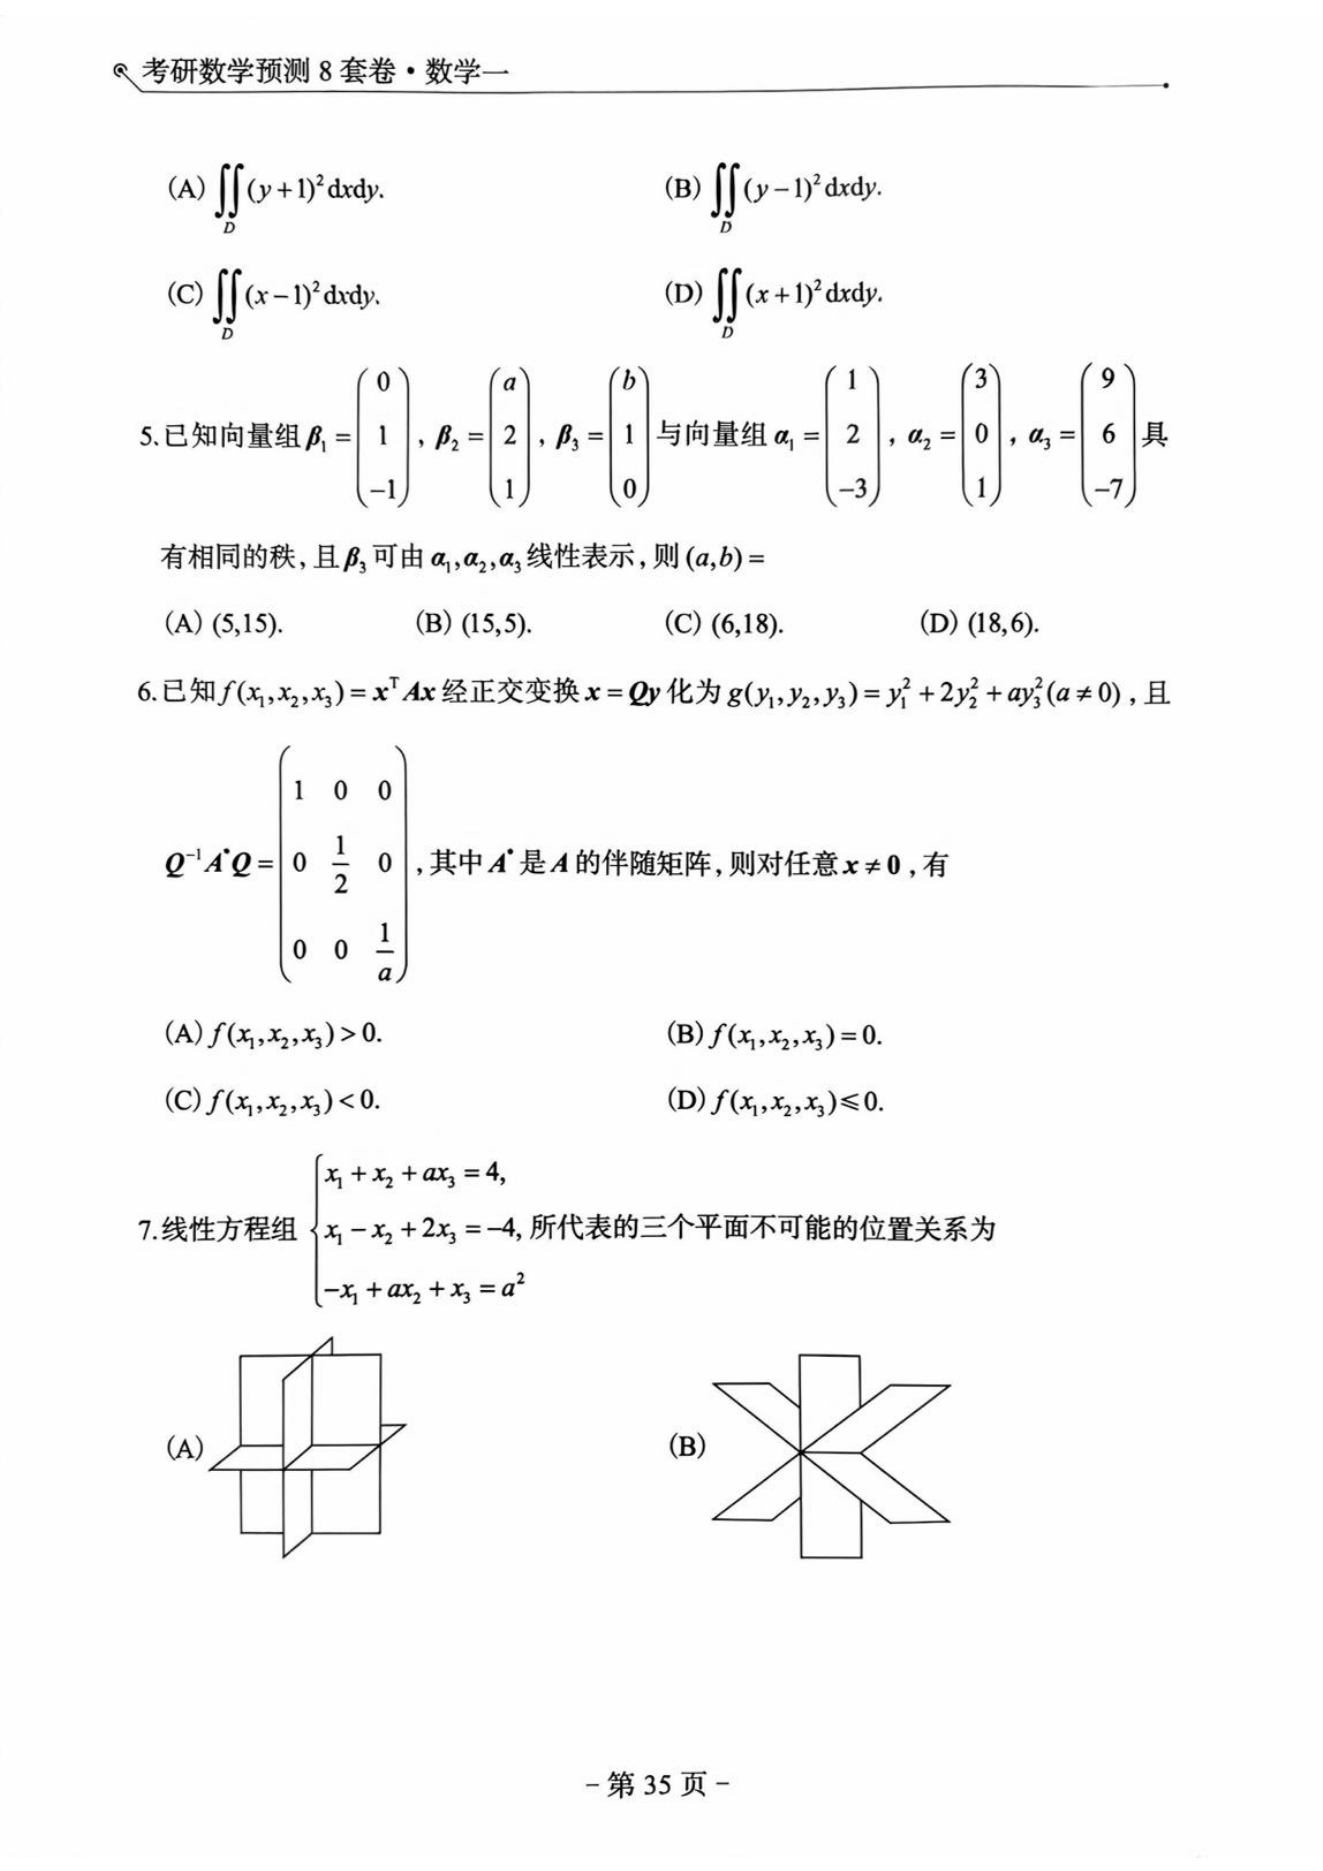 考研数学预测 8 套卷·数学一
(A) ∬_D (y+1)² dxdy. (B) ∬_D (y−1)² dxdy.
(C) ∬_D (x−1)² dxdy. (D) ∬_D (x+1)² dxdy.
5.已知向量组 β₁ = (0, 1, −1), β₂ = (a, 2, 1), β₃ = (b, 1, 0) 与向量组 α₁ = (1, 2, −3), α₂ = (3, 0, 1), α₃ = (9, 6, −7) 具
有相同的秩,且 β₃ 可由 α₁,α₂,α₃ 线性表示,则 (a,b) =
(A) (5,15). (B) (15,5). (C) (6,18). (D) (18,6).
6.已知 f(x₁,x₂,x₃) = xᵀAx 经正交变换 x = Qy 化为 g(y₁,y₂,y₃) = y₁² + 2y₂² + ay₃² (a ≠ 0) , 且
Q⁻¹A*Q = (1 0 0; 0 1/2 0; 0 0 1/a) , 其中 A* 是 A 的伴随矩阵,则对任意 x ≠ 0 , 有
(A) f(x₁,x₂,x₃) > 0. (B) f(x₁,x₂,x₃) = 0.
(C) f(x₁,x₂,x₃) < 0. (D) f(x₁,x₂,x₃) ⩽ 0.
7.线性方程组 { x₁ + x₂ + ax₃ = 4, x₁ − x₂ + 2x₃ = −4, −x₁ + ax₂ + x₃ = a² 所代表的三个平面不可能的位置关系为
(A) (B)
– 第 35 页 –